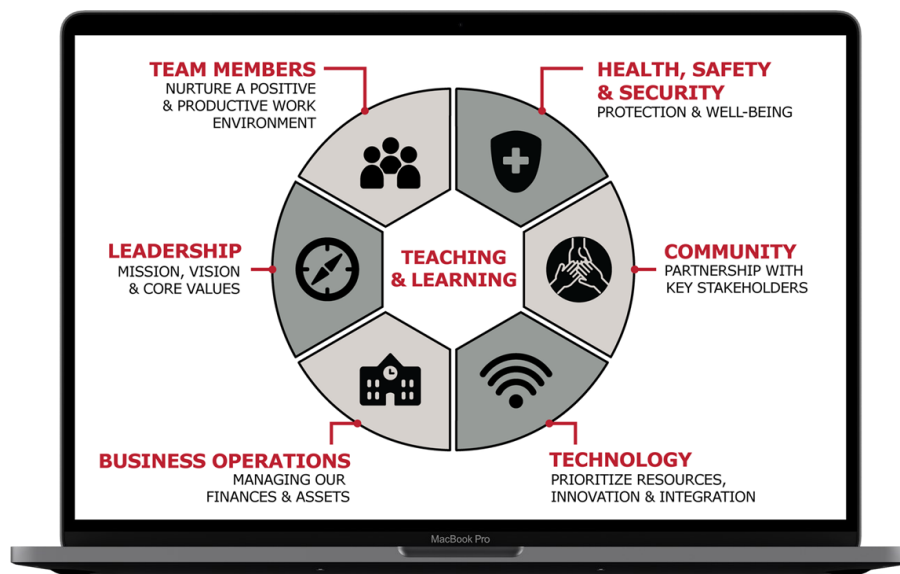 TEAM MEMBERS
NURTURE A POSITIVE
& PRODUCTIVE WORK
ENVIRONMENT
HEALTH, SAFETY
& SECURITY
PROTECTION & WELL-BEING
LEADERSHIP
MISSION, VISION
& CORE VALUES
TEACHING
& LEARNING
COMMUNITY
PARTNERSHIP WITH
KEY STAKEHOLDERS
BUSINESS OPERATIONS
MANAGING OUR
FINANCES & ASSETS
TECHNOLOGY
PRIORITIZE RESOURCES,
INNOVATION & INTEGRATION
MacBook Pro